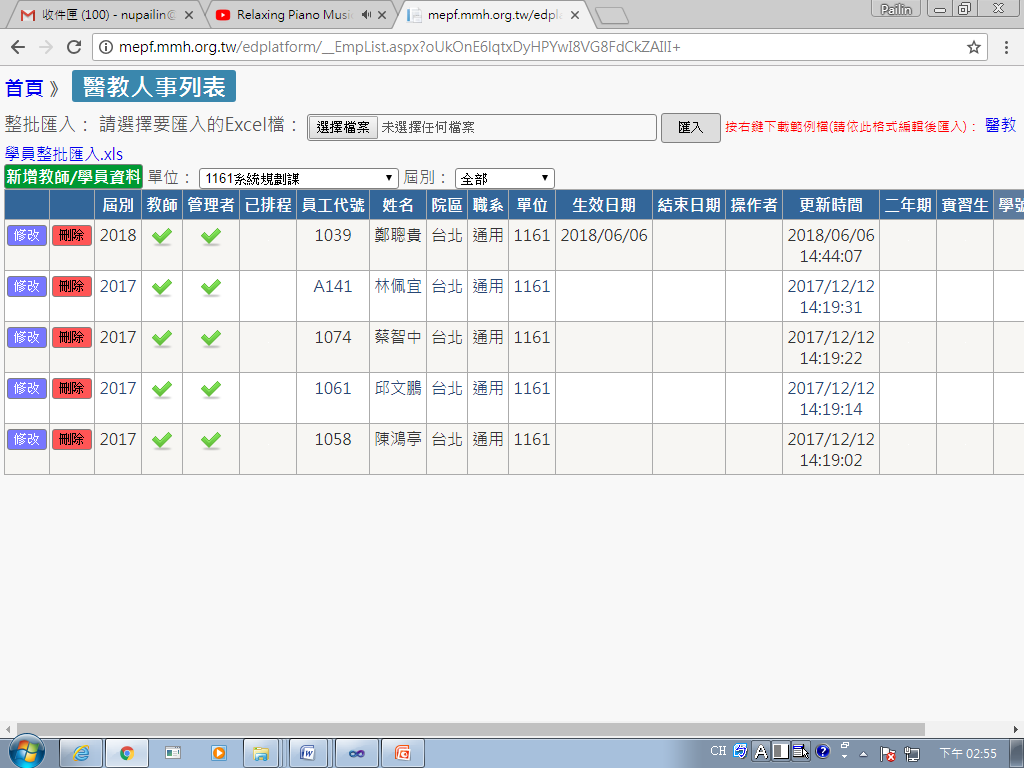 收件匣 (100) - nupailin@
Relaxing Piano Music
mepf.mmh.org.tw/edpla
Pailin
mepf.mmh.org.tw/edplatform/__EmpList.aspx?oUkOnE6IqtxDyHPYwI8VG8FdCkZAIlI+
首頁 》 醫教人事列表
整批匯入： 請選擇要匯入的Excel檔： 選擇檔案 未選擇任何檔案 匯入 按右鍵下載範例檔(請依此格式編輯後匯入)： 醫教
學員整批匯入.xls
新增教師/學員資料 單位： 1161系統規劃課 屆別： 全部
屆別 教師 管理者 已排程 員工代號 姓名 院區 職系 單位 生效日期 結束日期 操作者 更新時間 二年期 實習生 學號
修改 刪除 2018 1039 鄭聰貴 台北 通用 1161 2018/06/06 2018/06/06
14:44:07
修改 刪除 2017 A141 林佩宜 台北 通用 1161 2017/12/12
14:19:31
修改 刪除 2017 1074 蔡智中 台北 通用 1161 2017/12/12
14:19:22
修改 刪除 2017 1061 邱文鵬 台北 通用 1161 2017/12/12
14:19:14
修改 刪除 2017 1058 陳鴻亭 台北 通用 1161 2017/12/12
14:19:02
CH A 下午 02:55